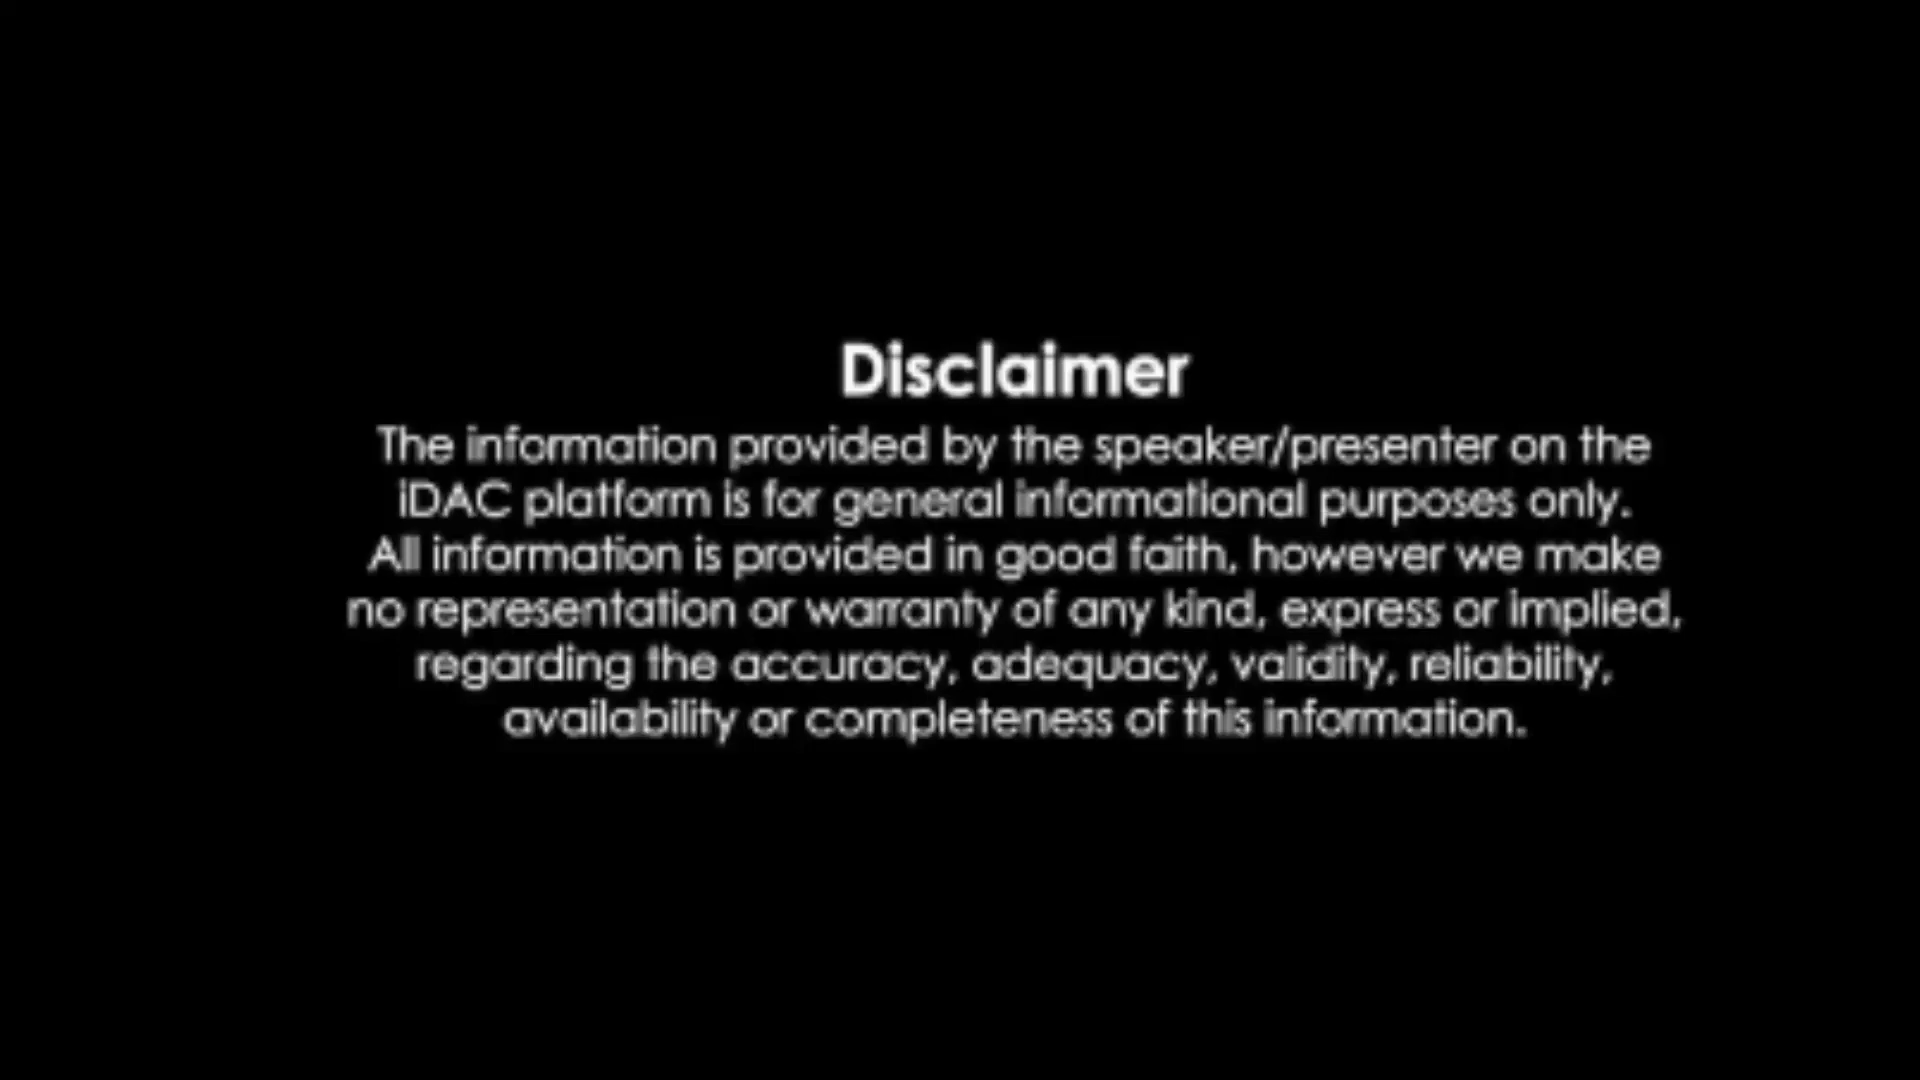 Disclaimer
The information provided by the speaker/presenter on the
iDAC platform is for general informational purposes only.
All information is provided in good faith, however we make
no representation or warranty of any kind, express or implied,
regarding the accuracy, adequacy, validity, reliability,
availability or completeness of this information.